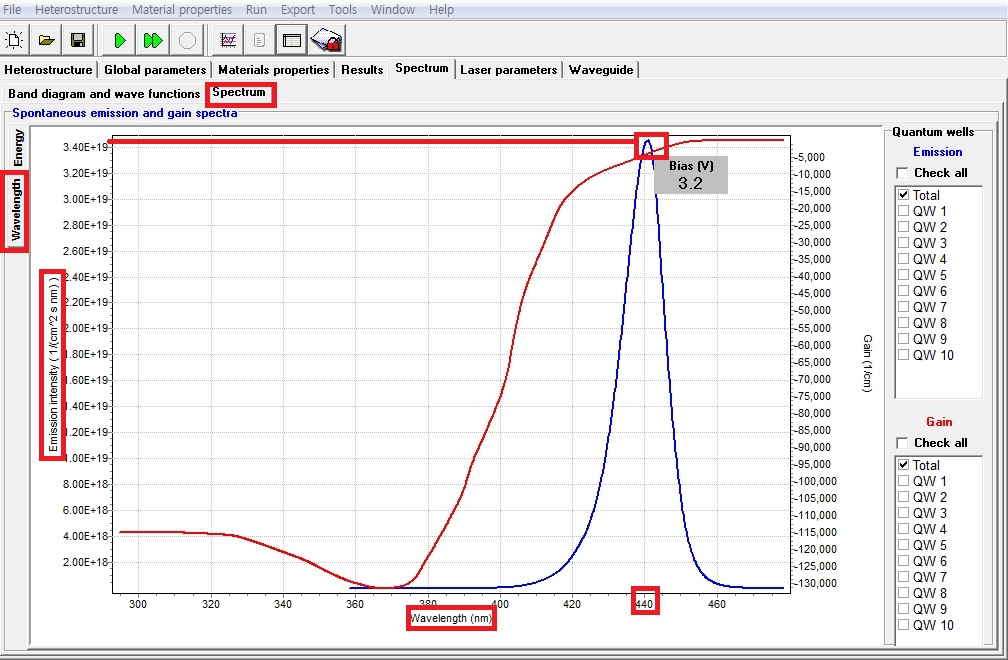 File Heterostructure Material properties Run Export Tools Window Help
Heterostructure Global parameters Materials properties Results Spectrum Laser parameters Waveguide
Band diagram and wave functions Spectrum
Spontaneous emission and gain spectra
Energy
Wavelength
Emission intensity ( 1/(cm^2 s nm) )
3.40E+19
3.20E+19
3.00E+19
2.80E+19
2.60E+19
2.40E+19
2.20E+19
2.00E+19
1.80E+19
1.60E+19
1.40E+19
1.20E+19
1.00E+19
8.00E+18
6.00E+18
4.00E+18
2.00E+18
Bias (V)
3.2
-5,000
-10,000
-15,000
-20,000
-25,000
-30,000
-35,000
-40,000
-45,000
-50,000
-55,000
-60,000
-65,000
-70,000
-75,000
-80,000
-85,000
-90,000
-95,000
-100,000
-105,000
-110,000
-115,000
-120,000
-125,000
-130,000
Gain (1/cm)
300 320 340 360 380 400 420 440 460
Wavelength (nm)
Quantum wells
Emission
Check all
Total
QW 1
QW 2
QW 3
QW 4
QW 5
QW 6
QW 7
QW 8
QW 9
QW 10
Gain
Check all
Total
QW 1
QW 2
QW 3
QW 4
QW 5
QW 6
QW 7
QW 8
QW 9
QW 10